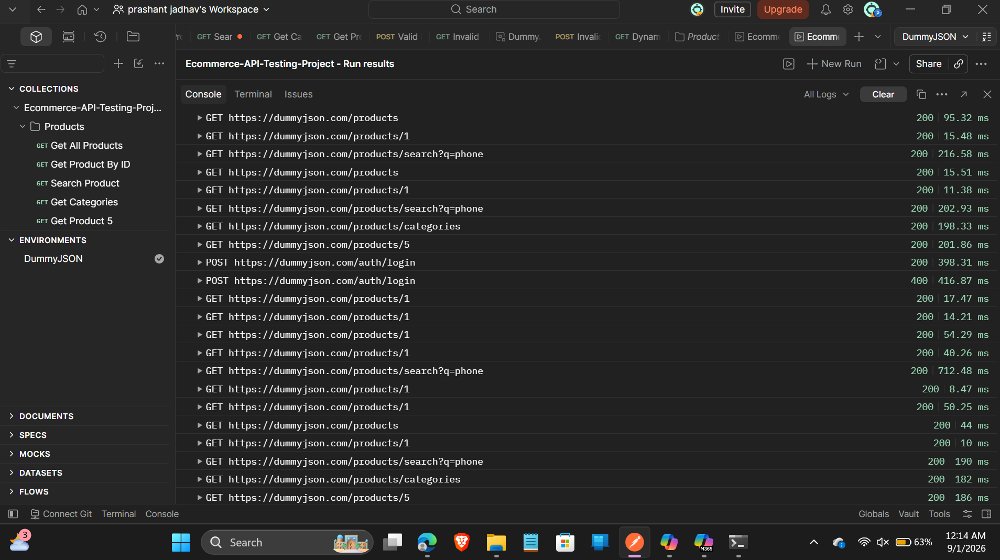 prashant jadhav's Workspace
Search
Invite
Upgrade
GET Sear
GET Get Ca
GET Get Pr
POST Valid
GET Invalid
Dummy
POST Invali
GET Dynam
Product
Ecomm
Ecomm
DummyJSON
Ecommerce-API-Testing-Project - Run results
New Run
Share
COLLECTIONS
Ecommerce-API-Testing-Proj...
Products
GET Get All Products
GET Get Product By ID
GET Search Product
GET Get Categories
GET Get Product 5
ENVIRONMENTS
DummyJSON
DOCUMENTS
SPECS
MOCKS
DATASETS
FLOWS
Console Terminal Issues
All Logs
Clear
GET https://dummyjson.com/products 200 95.32 ms
GET https://dummyjson.com/products/1 200 15.48 ms
GET https://dummyjson.com/products/search?q=phone 200 216.58 ms
GET https://dummyjson.com/products 200 15.51 ms
GET https://dummyjson.com/products/1 200 11.38 ms
GET https://dummyjson.com/products/search?q=phone 200 202.93 ms
GET https://dummyjson.com/products/categories 200 198.33 ms
GET https://dummyjson.com/products/5 200 201.86 ms
POST https://dummyjson.com/auth/login 200 398.31 ms
POST https://dummyjson.com/auth/login 400 416.87 ms
GET https://dummyjson.com/products/1 200 17.47 ms
GET https://dummyjson.com/products/1 200 14.21 ms
GET https://dummyjson.com/products/1 200 54.29 ms
GET https://dummyjson.com/products/1 200 40.26 ms
GET https://dummyjson.com/products/search?q=phone 200 712.48 ms
GET https://dummyjson.com/products/1 200 8.47 ms
GET https://dummyjson.com/products/1 200 50.25 ms
GET https://dummyjson.com/products 200 44 ms
GET https://dummyjson.com/products/1 200 10 ms
GET https://dummyjson.com/products/search?q=phone 200 190 ms
GET https://dummyjson.com/products/categories 200 182 ms
GET https://dummyjson.com/products/5 200 186 ms
Connect Git Terminal Console
Globals Vault Tools
3
Search
M365
63%
12:14 AM
9/1/2026